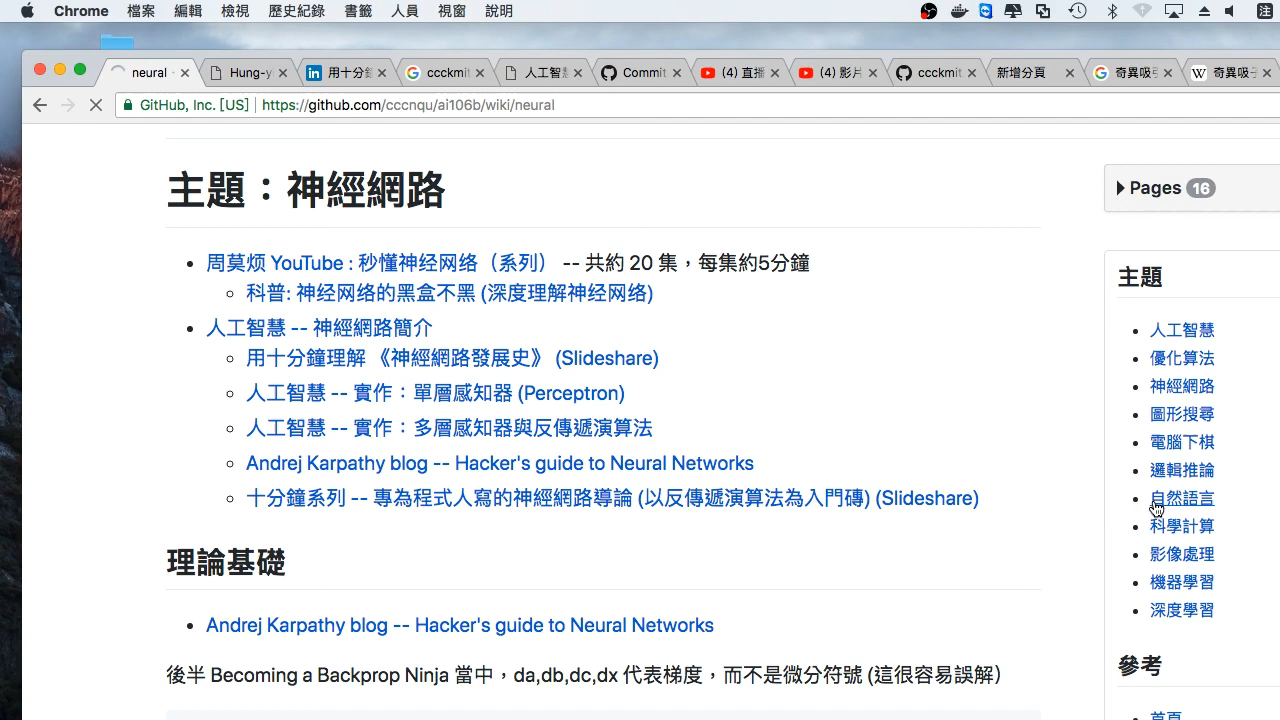 Chrome 檔案 編輯 檢視 歷史紀錄 書籤 人員 視窗 說明 注
neural Hung-y 用十分鐘 ccckmit 人工智慧 Commit (4) 直播 (4) 影片 ccckmit 新增分頁 奇異吸引 奇異吸子
GitHub, Inc. [US] https://github.com/cccnqu/ai106b/wiki/neural
主題：神經網路
周莫烦 YouTube : 秒懂神经网络（系列） -- 共約 20 集，每集約5分鐘
科普: 神经网络的黑盒不黑 (深度理解神经网络)
人工智慧 -- 神經網路簡介
用十分鐘理解 《神經網路發展史》 (Slideshare)
人工智慧 -- 實作：單層感知器 (Perceptron)
人工智慧 -- 實作：多層感知器與反傳遞演算法
Andrej Karpathy blog -- Hacker's guide to Neural Networks
十分鐘系列 -- 專為程式人寫的神經網路導論 (以反傳遞演算法為入門磚) (Slideshare)
理論基礎
Andrej Karpathy blog -- Hacker's guide to Neural Networks
後半 Becoming a Backprop Ninja 當中，da,db,dc,dx 代表梯度，而不是微分符號 (這很容易誤解）
Pages 16
主題
人工智慧
優化算法
神經網路
圖形搜尋
電腦下棋
邏輯推論
自然語言
科學計算
影像處理
機器學習
深度學習
參考
首頁